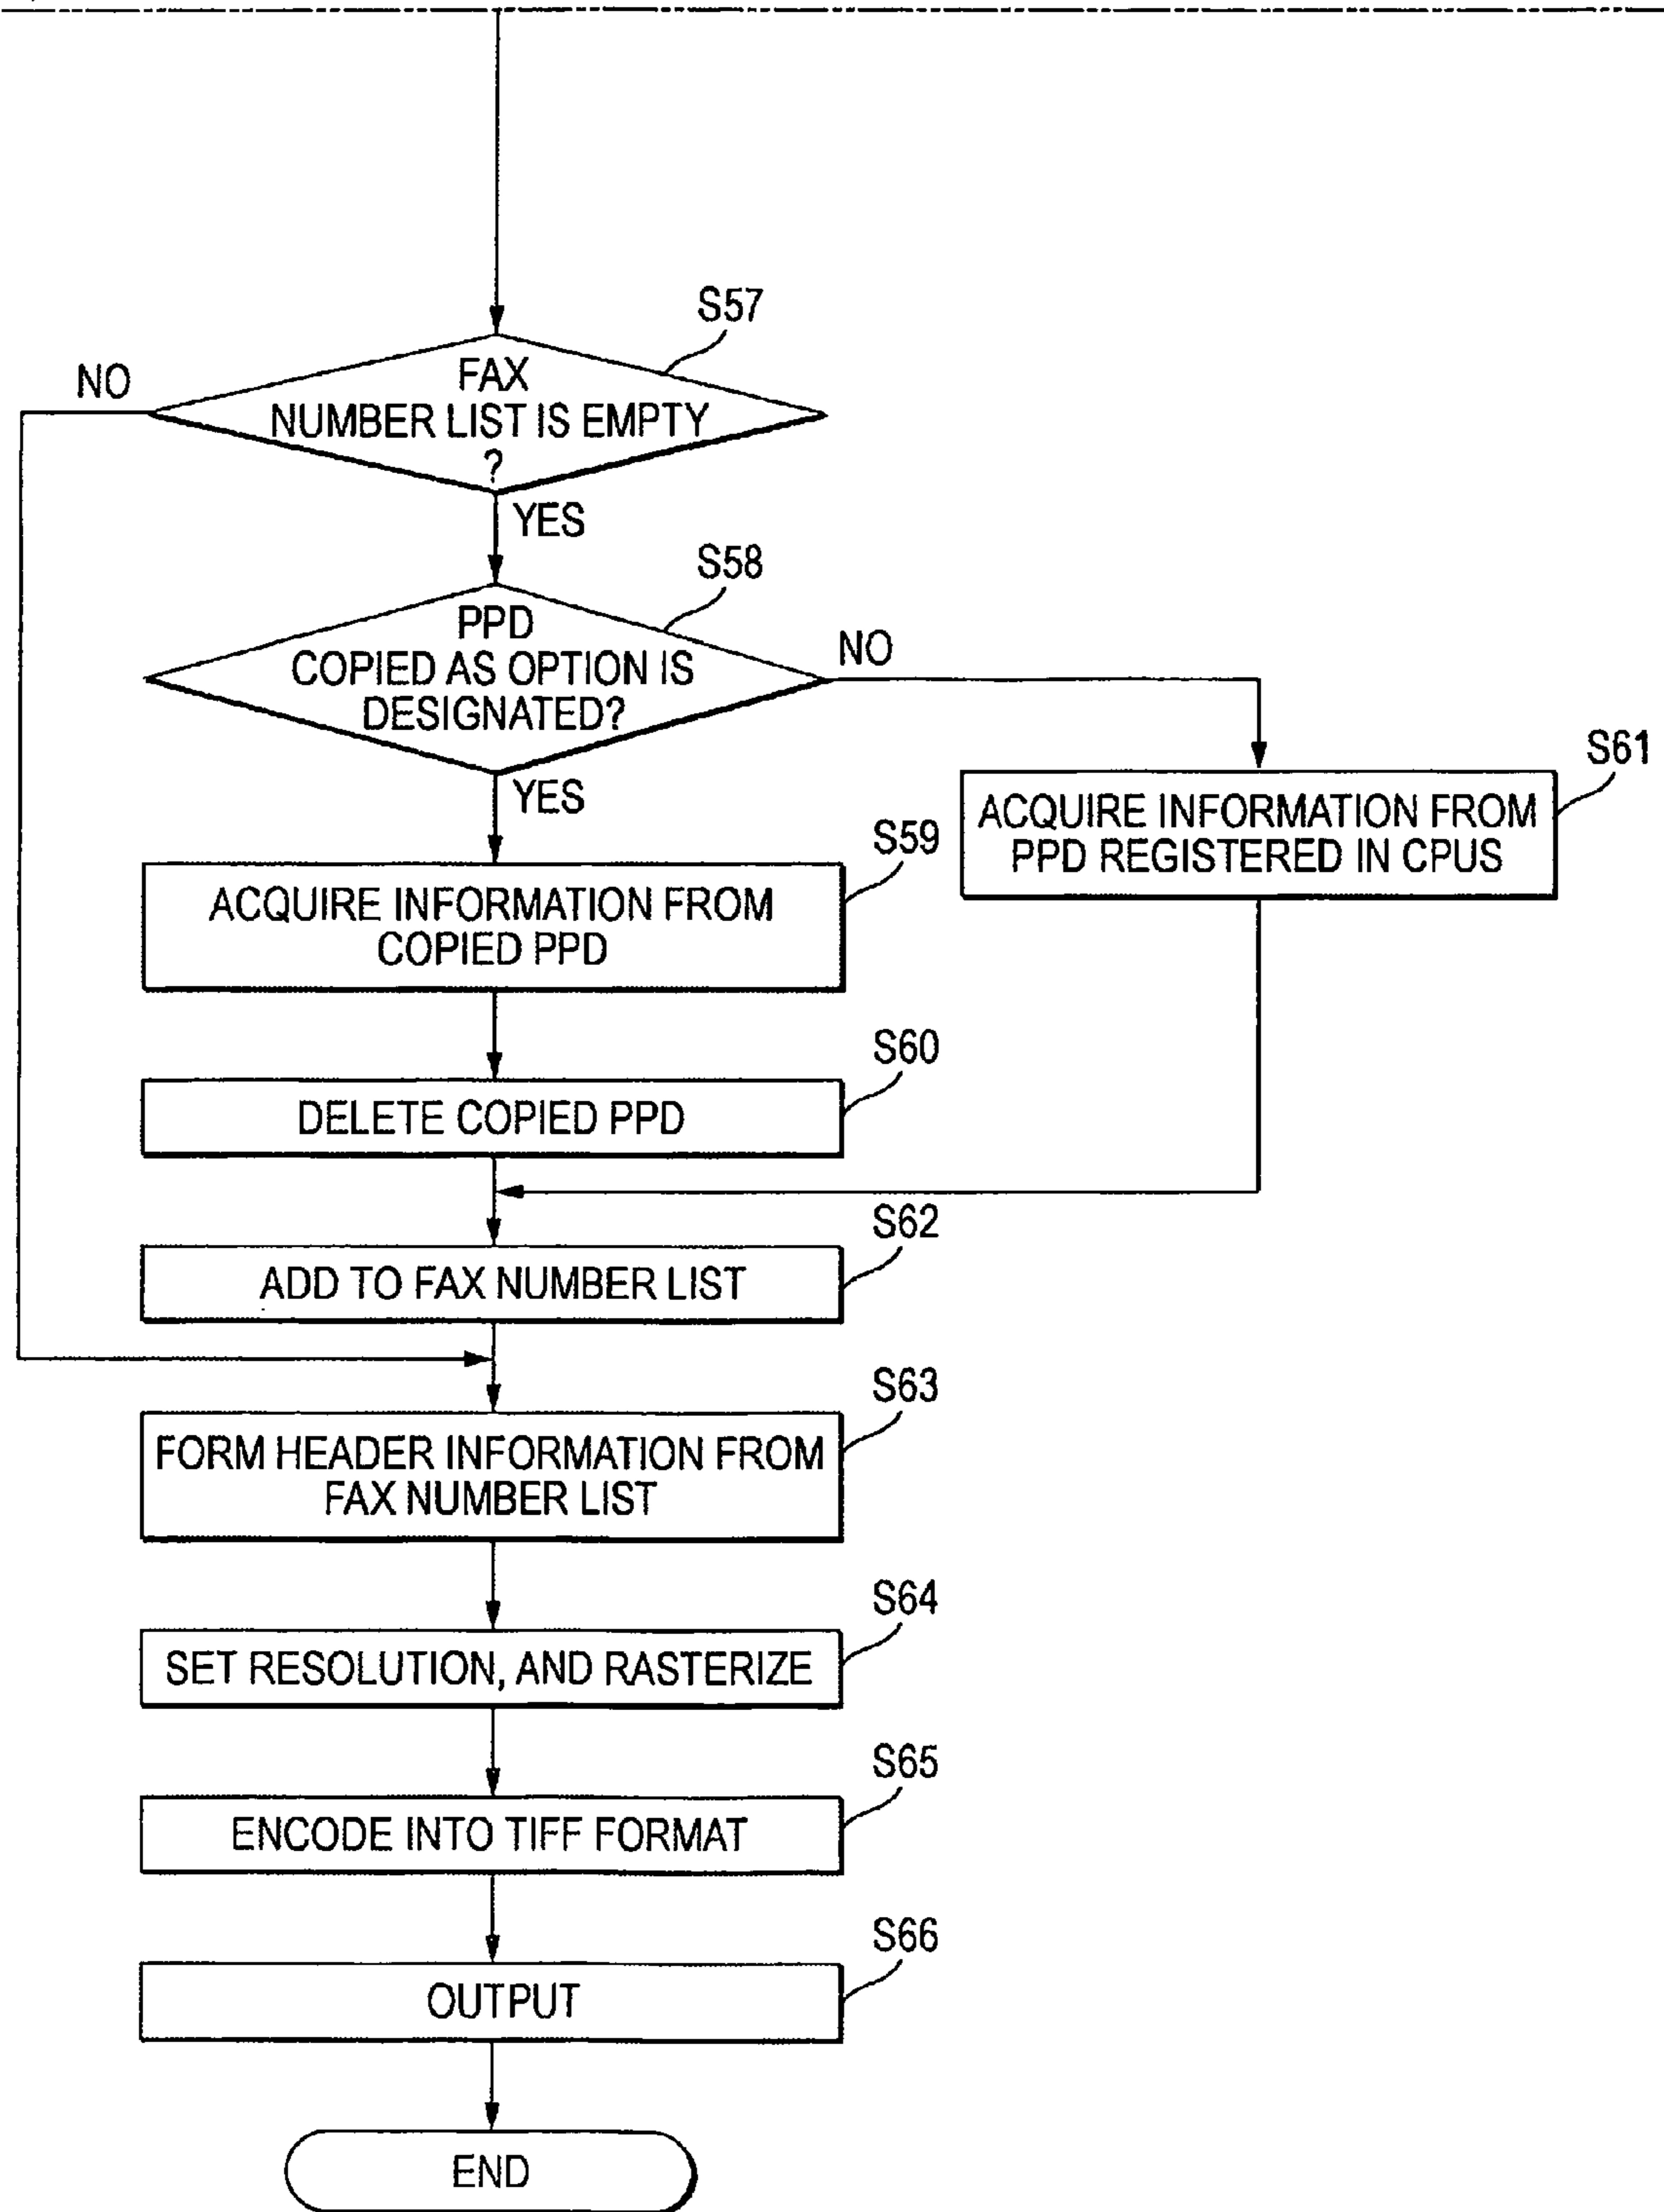 S57
NO
FAX
NUMBER LIST IS EMPTY
?
YES
S58
PPD
COPIED AS OPTION IS
DESIGNATED?
NO
YES
S61
ACQUIRE INFORMATION FROM
PPD REGISTERED IN CPUS
S59
ACQUIRE INFORMATION FROM
COPIED PPD
S60
DELETE COPIED PPD
S62
ADD TO FAX NUMBER LIST
S63
FORM HEADER INFORMATION FROM
FAX NUMBER LIST
S64
SET RESOLUTION, AND RASTERIZE
S65
ENCODE INTO TIFF FORMAT
S66
OUTPUT
END